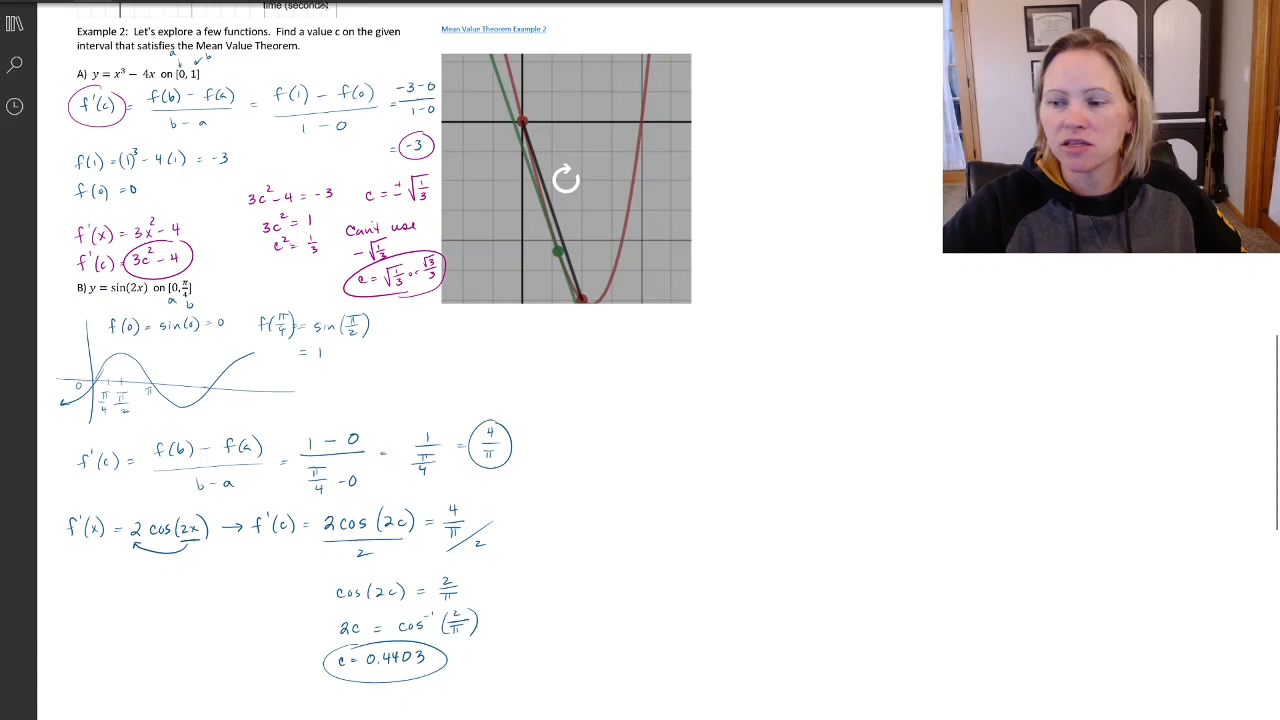 time (seconds)
Example 2: Let's explore a few functions. Find a value c on the given
interval that satisfies the Mean Value Theorem.
Mean Value Theorem Example 2
a b
A) y = x³ − 4x on [0, 1]
f'(c) = f(b) − f(a) / b − a = f(1) − f(0) / 1 − 0 = −3 − 0 / 1 − 0
= −3
f(1) = (1)³ − 4(1) = −3
f(0) = 0
3c² − 4 = −3
3c² = 1
c² = 1/3
c = ± √1/3
Can't use
− √1/3
c = √1/3 or √3/3
f'(x) = 3x² − 4
f'(c) = 3c² − 4
B) y = sin(2x) on [0, π/4]
a b
f(0) = sin(0) = 0
f(π/4) = sin(π/2)
= 1
0 π/4 π/2 π
f'(c) = f(b) − f(a) / b − a = 1 − 0 / π/4 − 0 = 1 / π/4 = 4/π
f'(x) = 2 cos(2x) → f'(c) = 2 cos(2c) / 2 = 4/π / 2
cos(2c) = 2/π
2c = cos⁻¹(2/π)
c = 0.4403